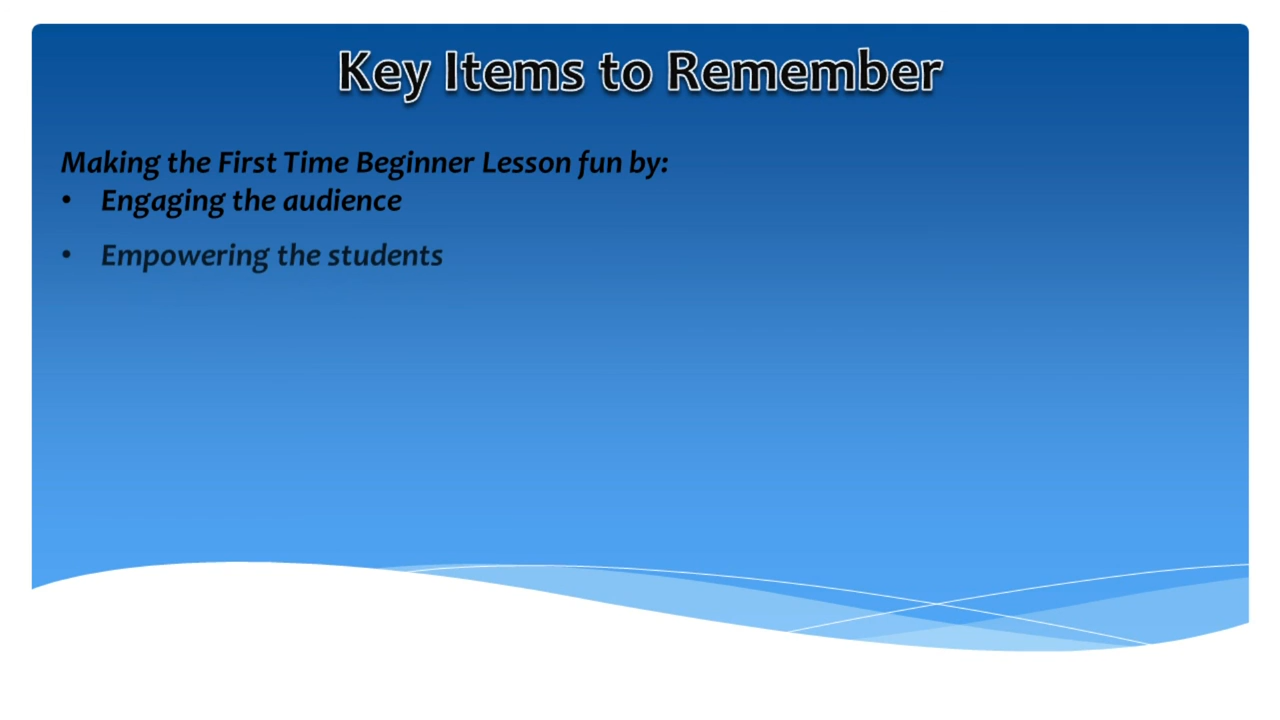 Key Items to Remember
Making the First Time Beginner Lesson fun by:
• Engaging the audience
• Empowering the students